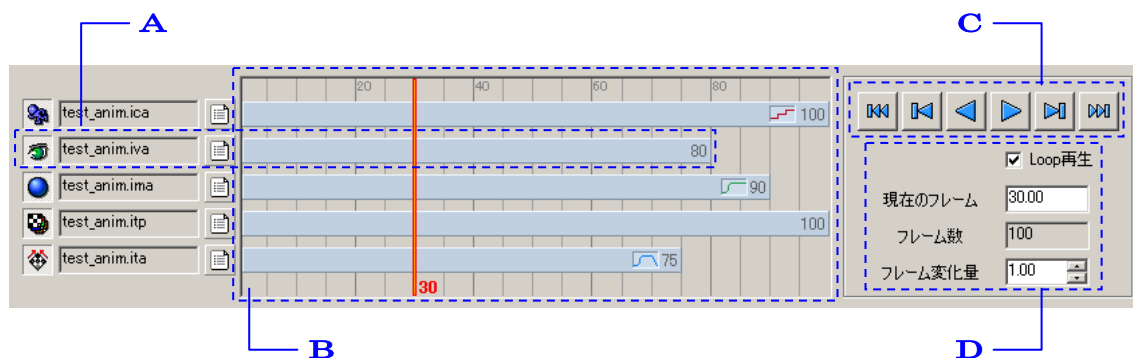 A
C
20 40 60 80
test_anim.ica 100
test_anim.iva 80
test_anim.ima 90
test_anim.itp 100
test_anim.ita 75
30
Loop再生
現在のフレーム 30.00
フレーム数 100
フレーム変化量 1.00
B
D